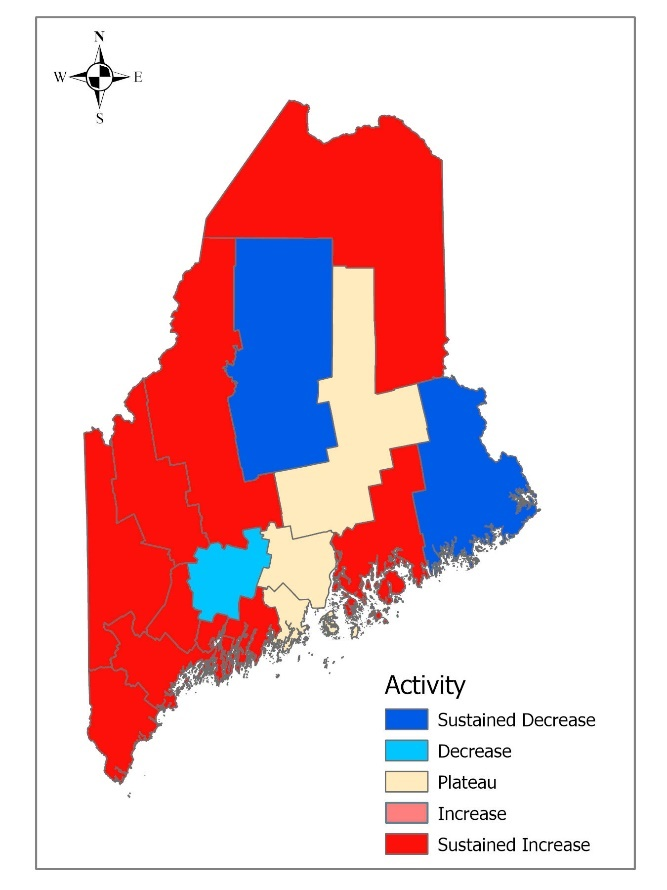 N
W E
S
Activity
Sustained Decrease
Decrease
Plateau
Increase
Sustained Increase